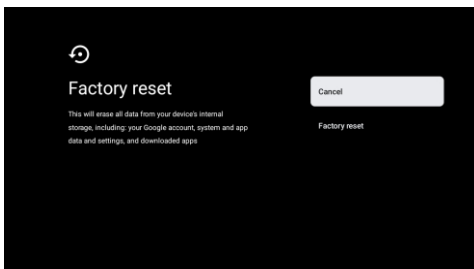 Factory reset
This will erase all data from your device's internal
storage, including: your Google account, system and app
data and settings, and downloaded apps
Cancel
Factory reset